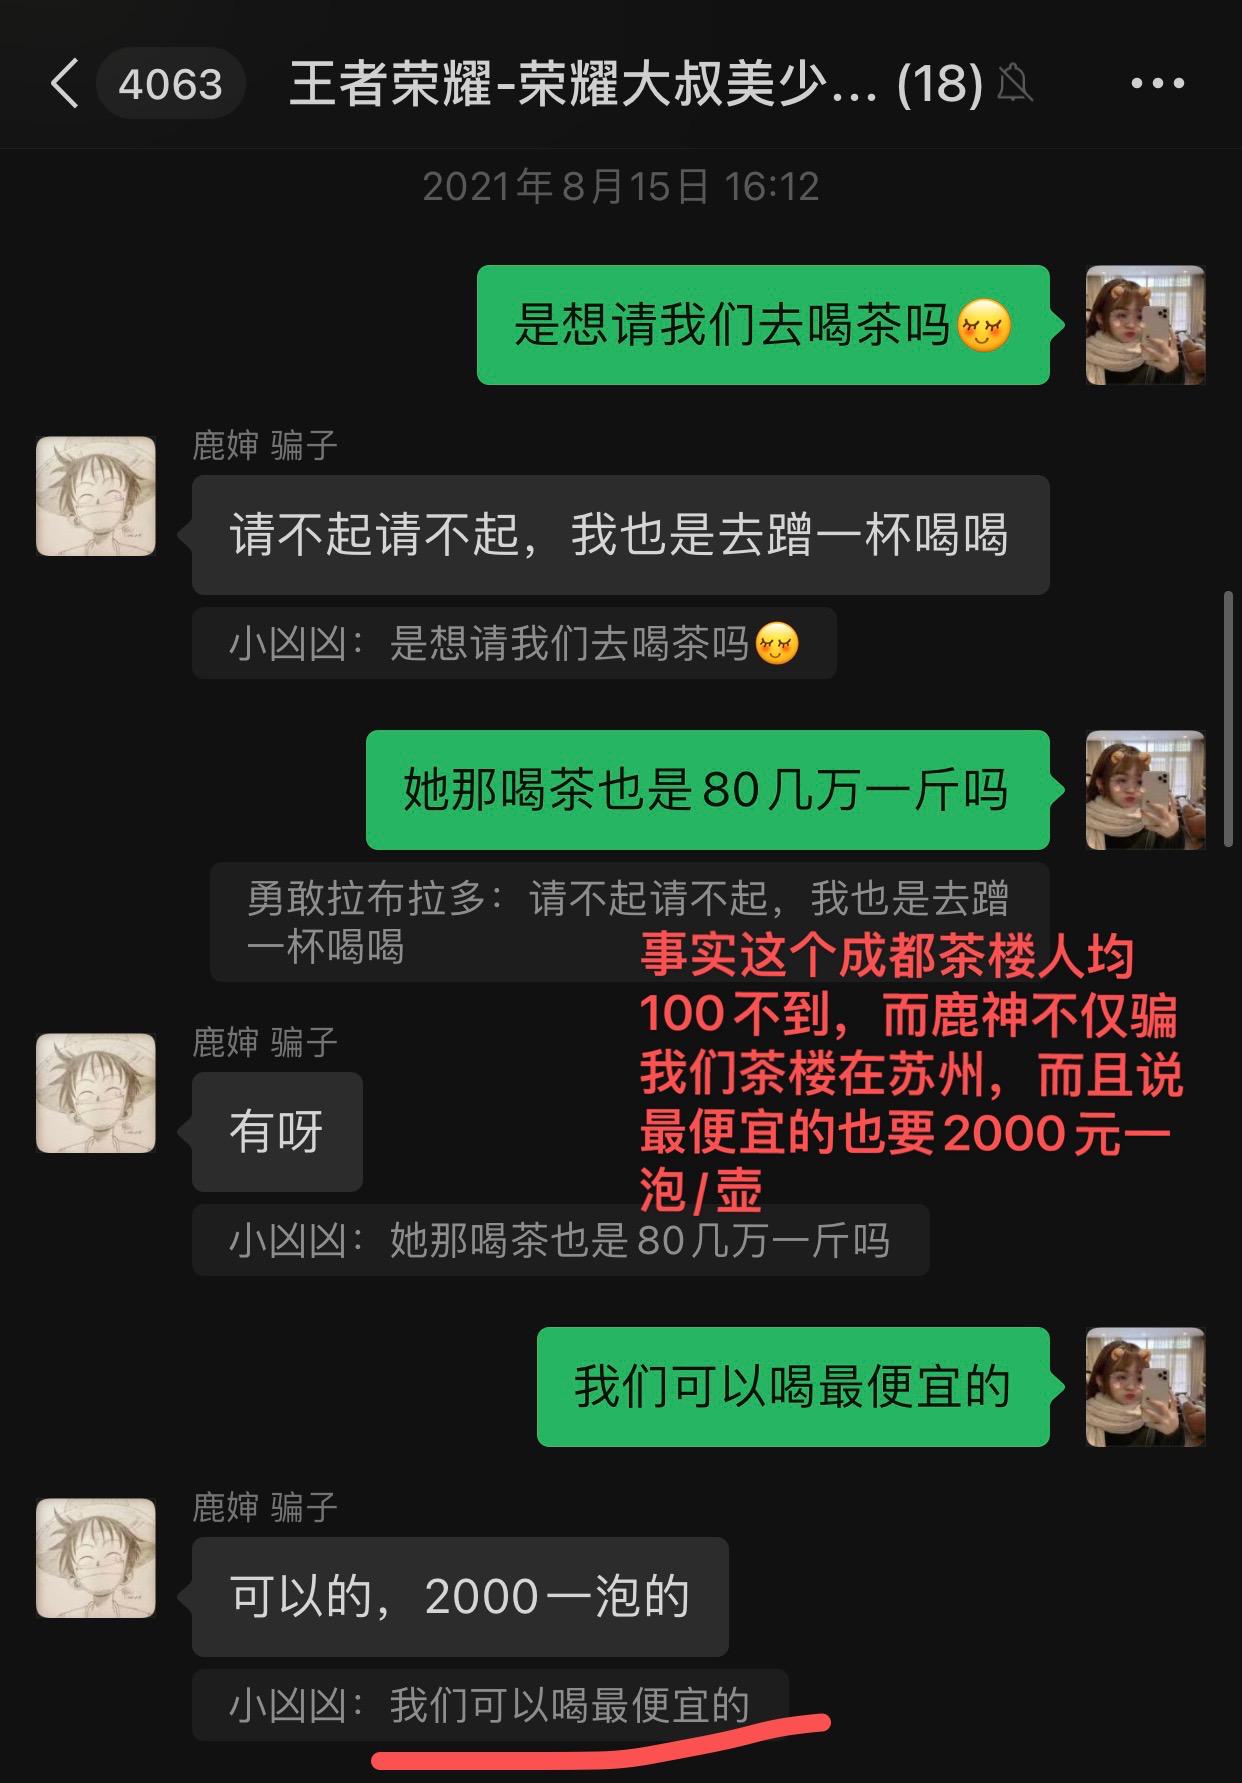 4063
王者荣耀-荣耀大叔美少... (18)
2021年8月15日 16:12
是想请我们去喝茶吗
鹿婶 骗子
请不起请不起，我也是去蹭一杯喝喝
小凶凶：是想请我们去喝茶吗
她那喝茶也是80几万一斤吗
勇敢拉布拉多：请不起请不起，我也是去蹭
一杯喝喝
事实这个成都茶楼人均
100不到，而鹿神不仅骗
我们茶楼在苏州，而且说
最便宜的也要2000元一
泡/壶
鹿婶 骗子
有呀
小凶凶：她那喝茶也是80几万一斤吗
我们可以喝最便宜的
鹿婶 骗子
可以的，2000一泡的
小凶凶：我们可以喝最便宜的